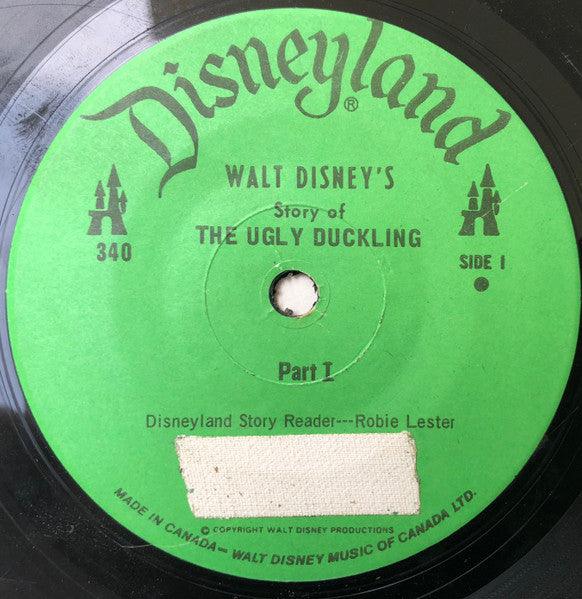 Disneyland®
WALT DISNEY'S
Story of
THE UGLY DUCKLING
340
SIDE I
Part I
Disneyland Story Reader---Robie Lester
© COPYRIGHT WALT DISNEY PRODUCTIONS
MADE IN CANADA—WALT DISNEY MUSIC OF CANADA LTD.